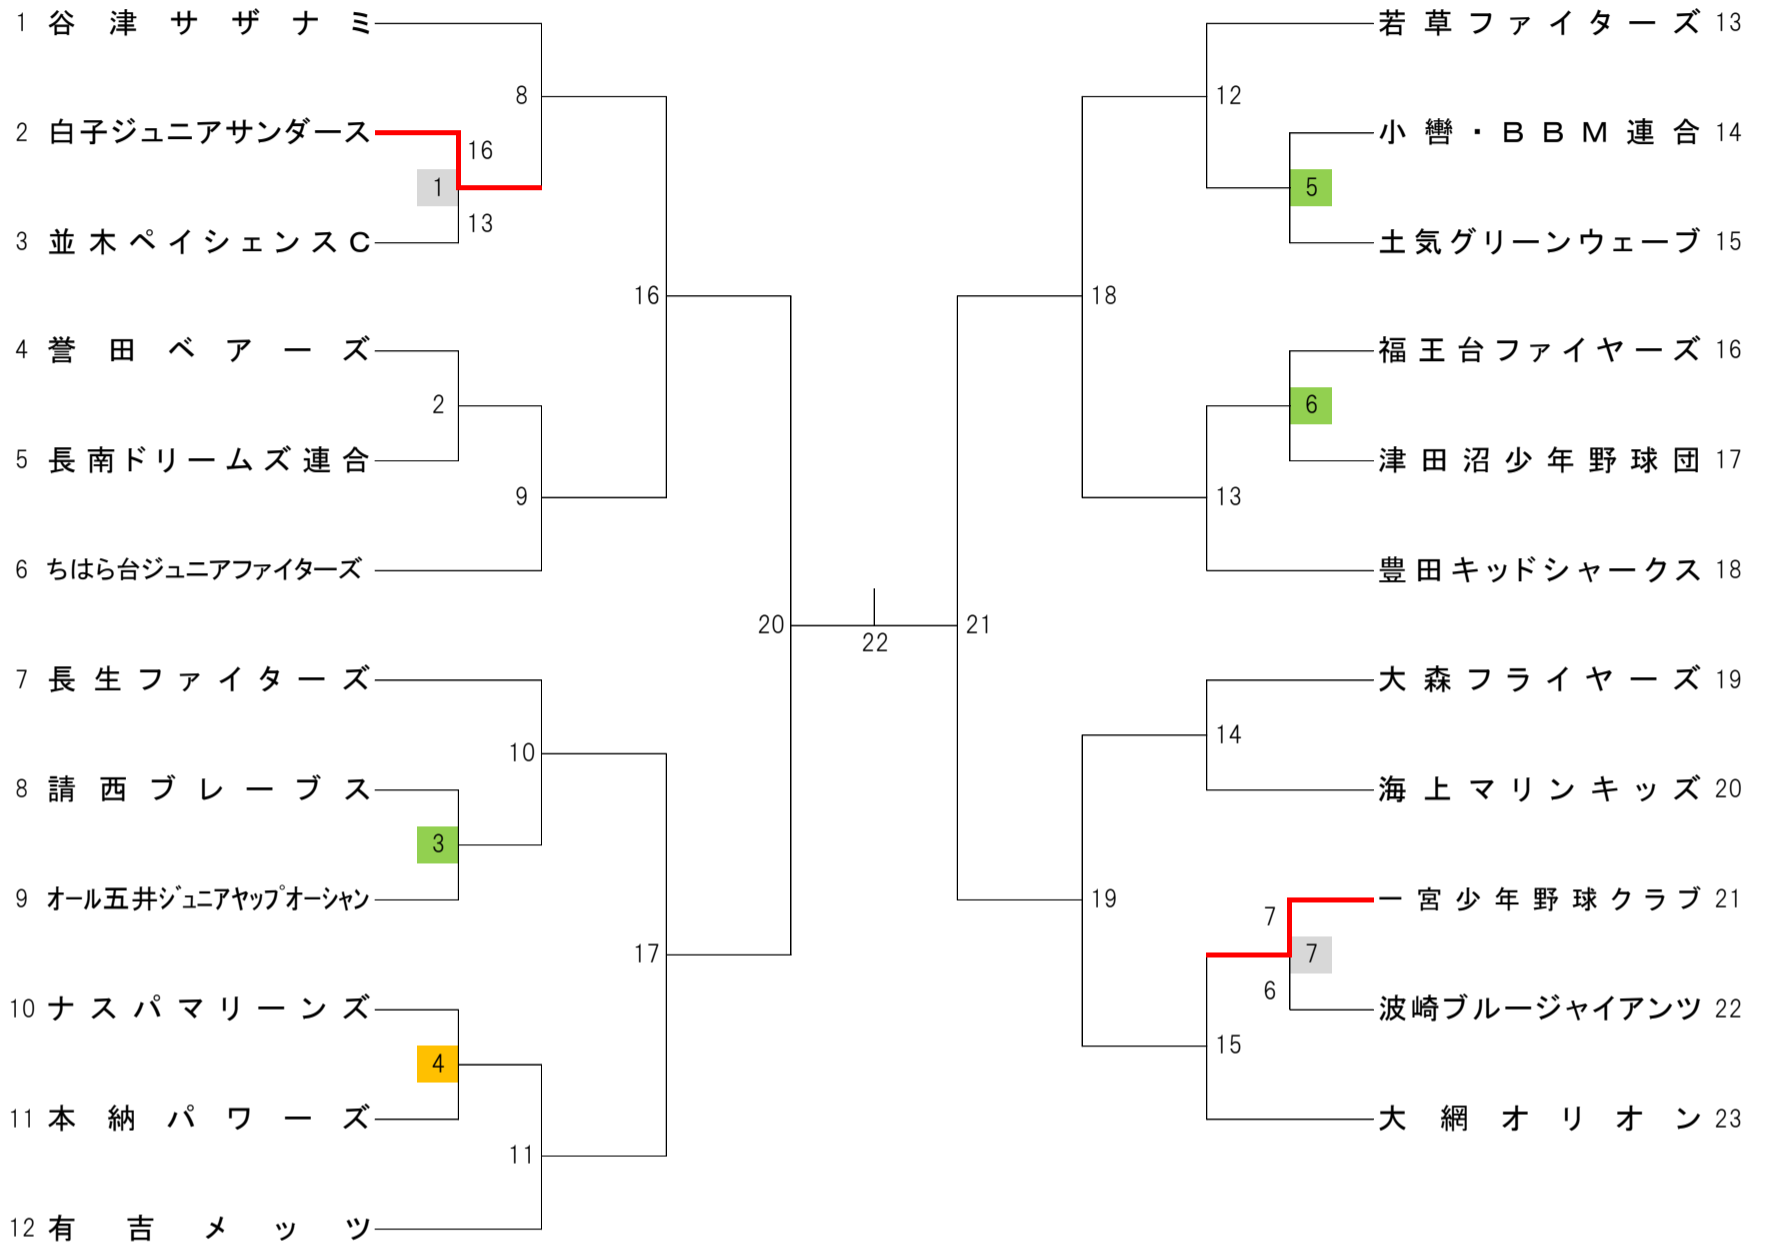 1 谷津サザナミ
8
2 白子ジュニアサンダース
16
1
13
3 並木ペイシェンスC
16
4 誉田ベアーズ
2
5 長南ドリームズ連合
9
6 ちはら台ジュニアファイターズ
20
7 長生ファイターズ
10
8 請西ブレーブス
3
9 オール五井ジュニアヤップオーシャン
17
10 ナスパマリーンズ
4
11 本納パワーズ
11
12 有吉メッツ
22
若草ファイターズ 13
12
小轡・BBM連合 14
5
土気グリーンウェーブ 15
18
福王台ファイヤーズ 16
6
津田沼少年野球団 17
13
豊田キッドシャークス 18
21
大森フライヤーズ 19
14
海上マリンキッズ 20
19
一宮少年野球クラブ 21
7
7
6
波崎ブルージャイアンツ 22
15
大網オリオン 23